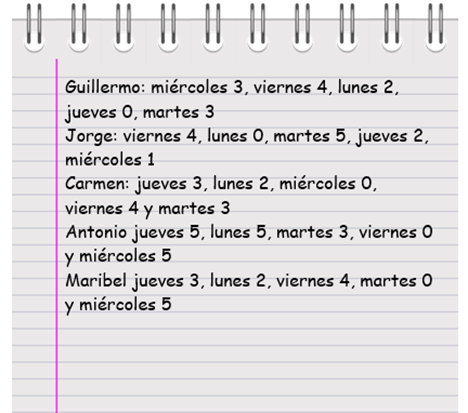 Guillermo: miércoles 3, viernes 4, lunes 2,
jueves 0, martes 3
Jorge: viernes 4, lunes 0, martes 5, jueves 2,
miércoles 1
Carmen: jueves 3, lunes 2, miércoles 0,
viernes 4 y martes 3
Antonio jueves 5, lunes 5, martes 3, viernes 0
y miércoles 5
Maribel jueves 3, lunes 2, viernes 4, martes 0
y miércoles 5